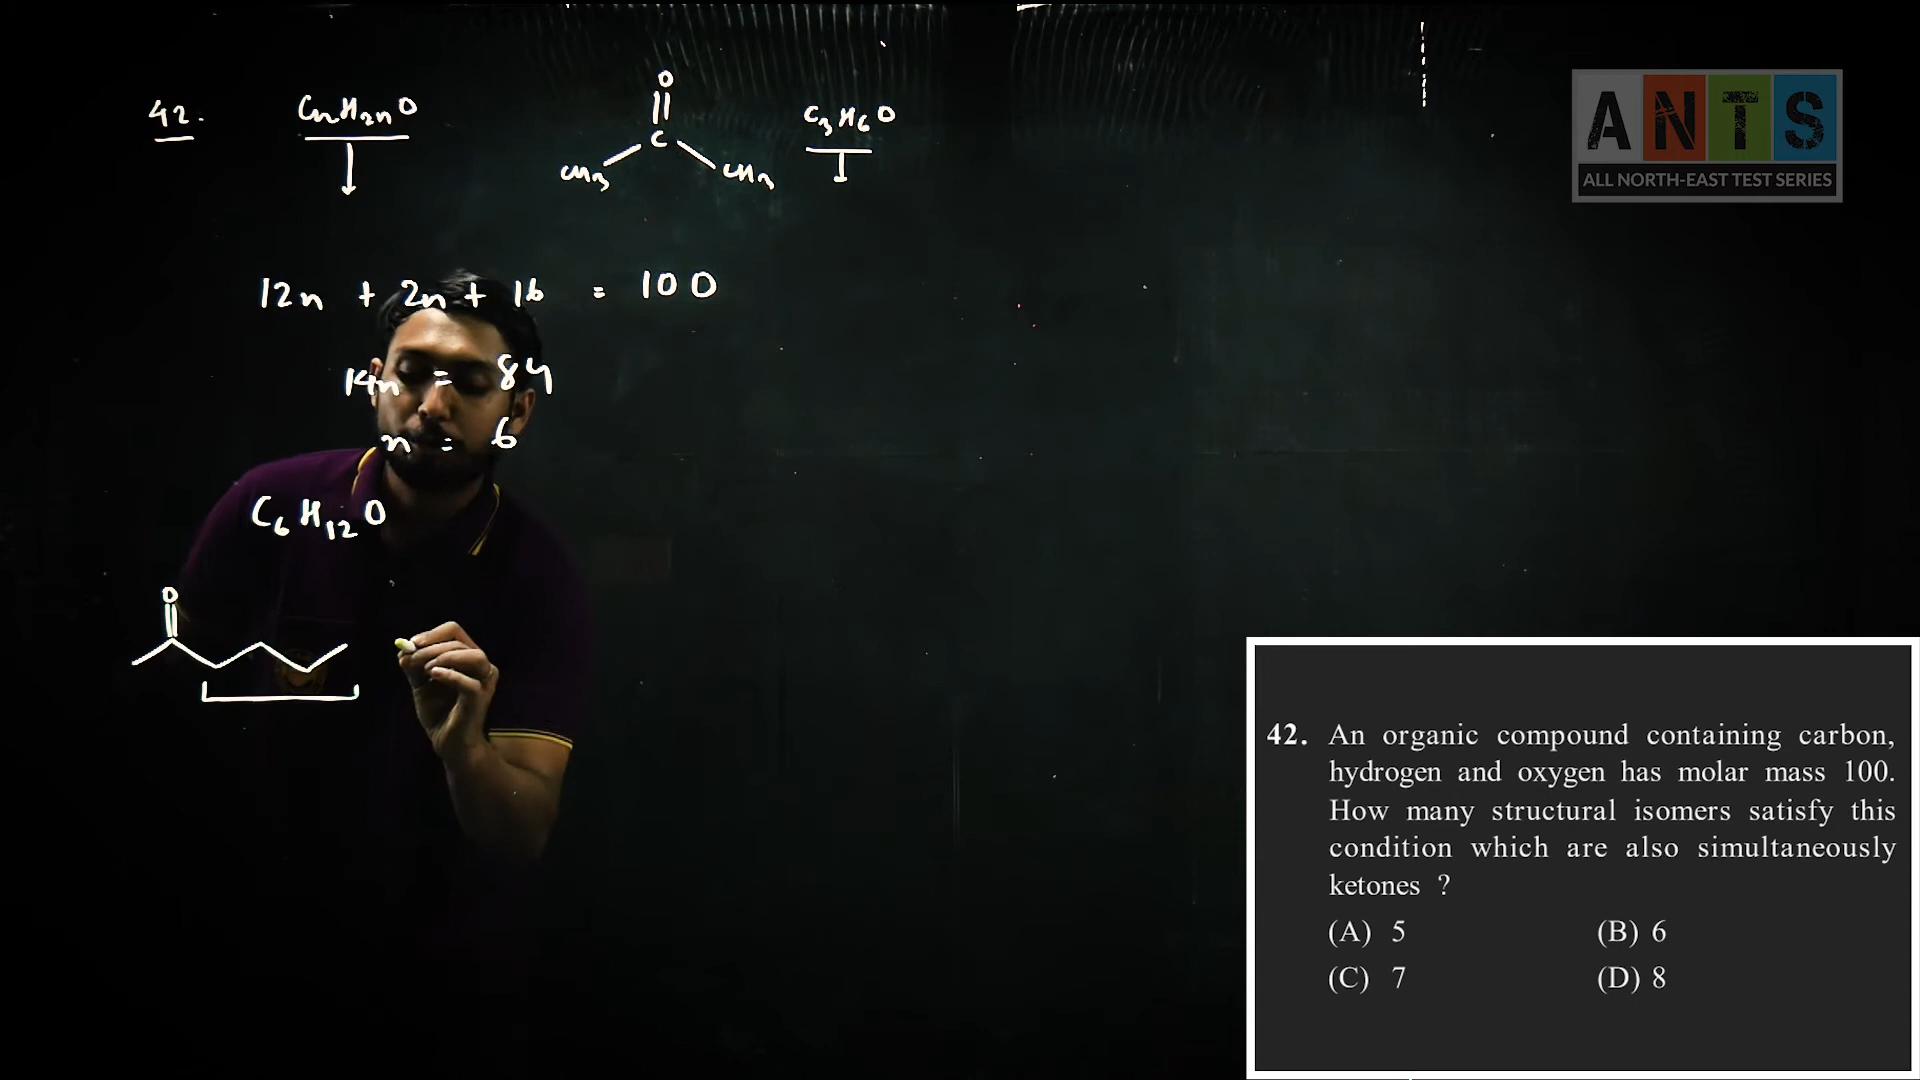 42.
CnH2nO
O
C
CH3
CH3
C3H6O
12n + 2n + 16 = 100
14n = 84
n = 6
C6H12O
O
ANTS
ALL NORTH-EAST TEST SERIES
42. An organic compound containing carbon,
hydrogen and oxygen has molar mass 100.
How many structural isomers satisfy this
condition which are also simultaneously
ketones ?
(A) 5 (B) 6
(C) 7 (D) 8